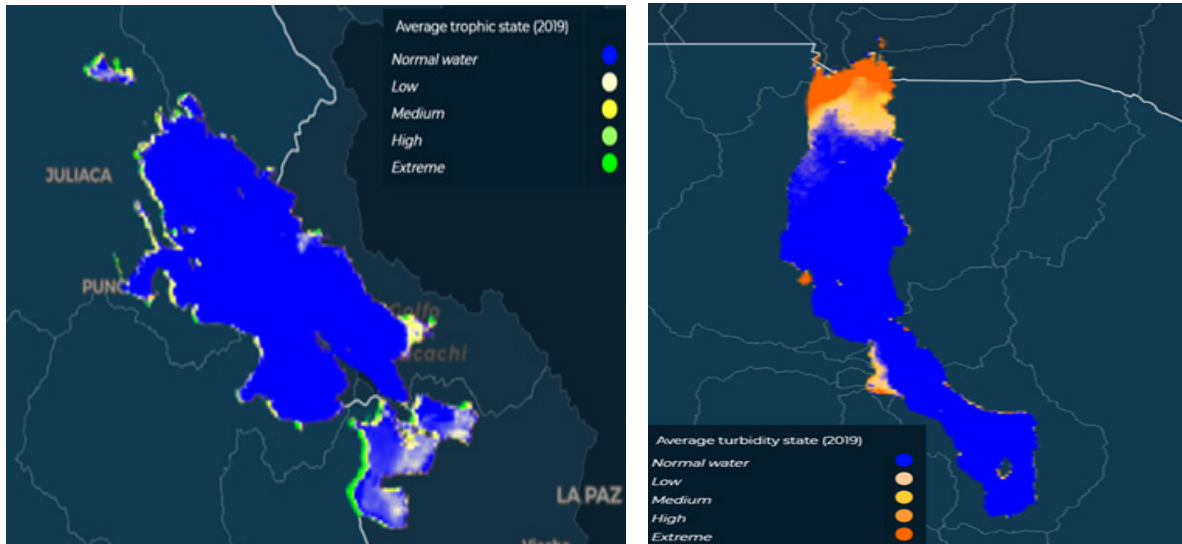 Average trophic state (2019)
Normal water
Low
Medium
High
Extreme
JULIACA
PUNO
Golfo
LA PAZ
Average turbidity state (2019)
Normal water
Low
Medium
High
Extreme